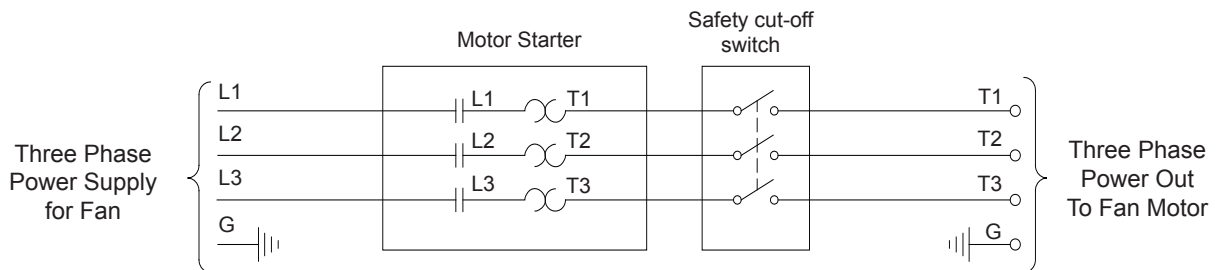 Safety cut-off
switch
Motor Starter
L1
L1
T1
T1
L2
L2
T2
T2
L3
L3
T3
T3
G
G
Three Phase
Power Supply
for Fan
Three Phase
Power Out
To Fan Motor